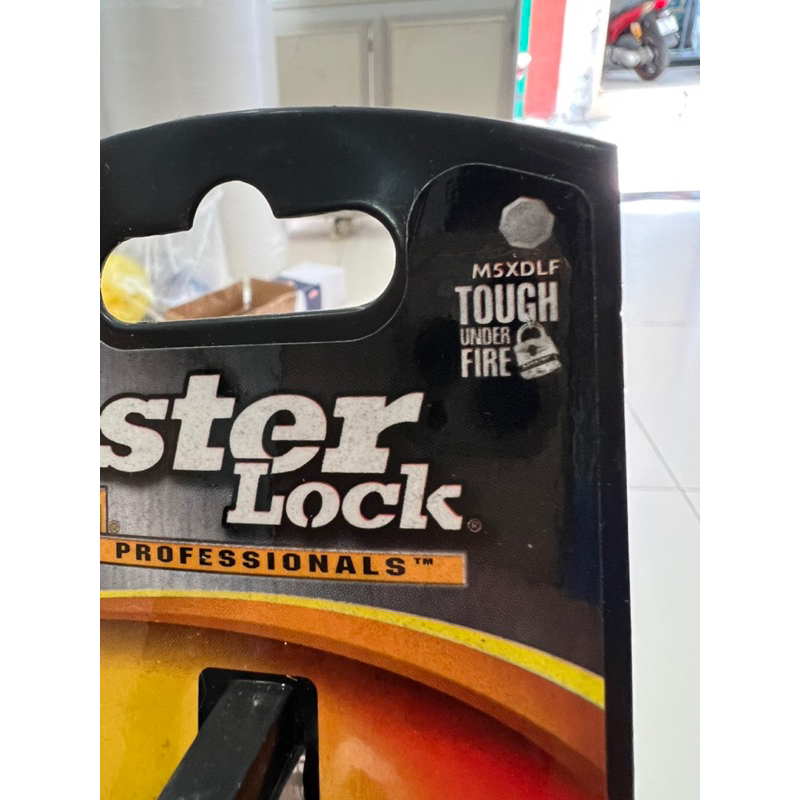 M5XDLF
TOUGH
UNDER
FIRE
ster
Lock®
PROFESSIONALS™